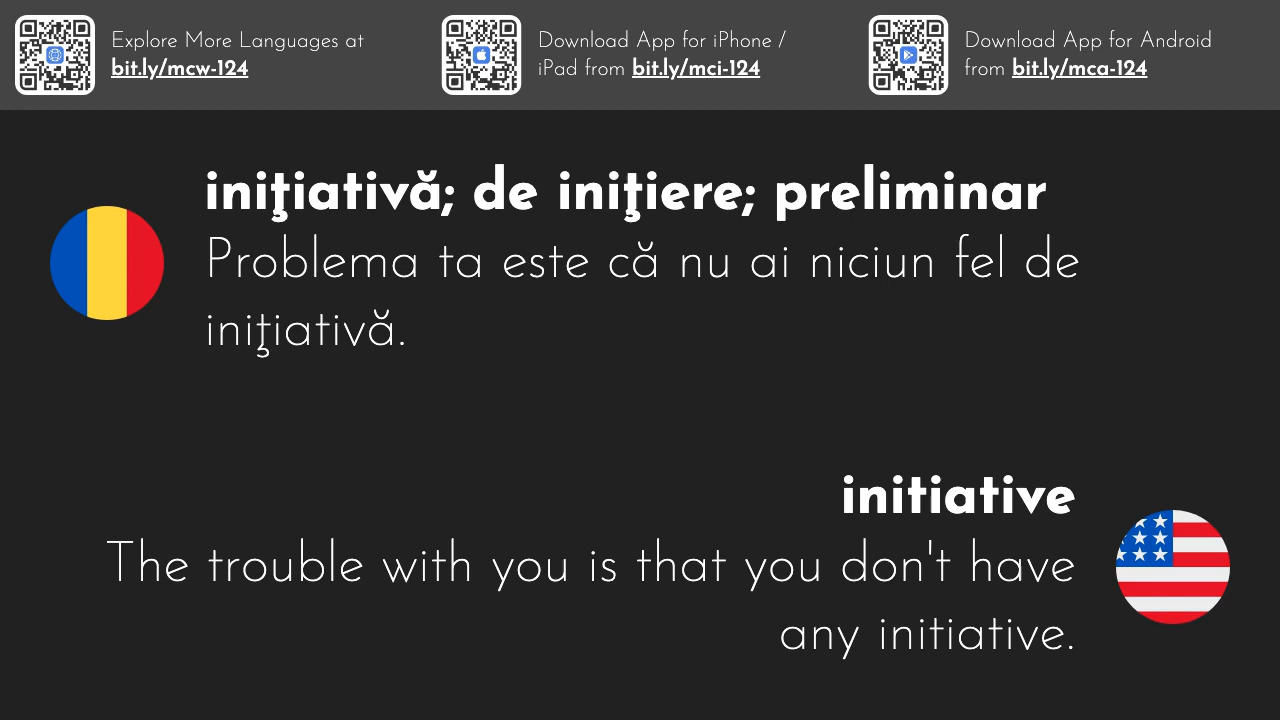 Explore More Languages at
bit.ly/mcw-124
Download App for iPhone /
iPad from bit.ly/mci-124
Download App for Android
from bit.ly/mca-124
iniţiativă; de iniţiere; preliminar
Problema ta este că nu ai niciun fel de
iniţiativă.
initiative
The trouble with you is that you don't have
any initiative.